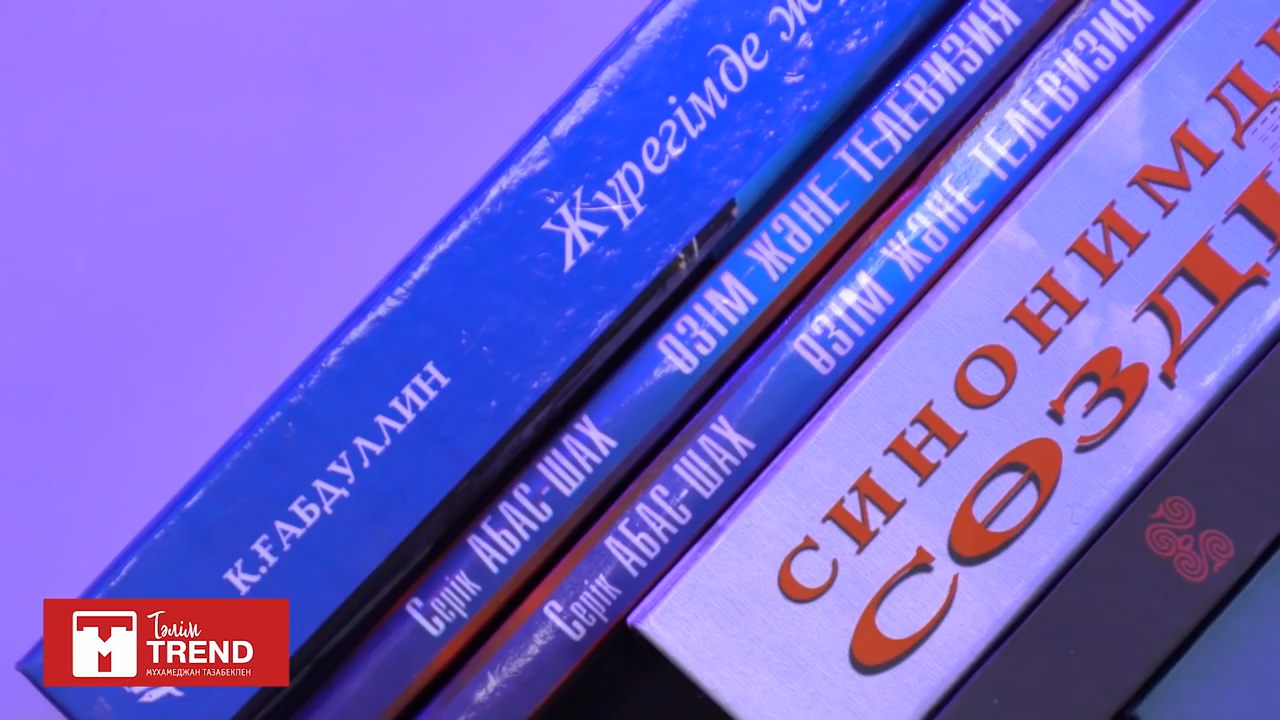 К.ҒАБДУЛЛИН Жүрегімде
Серік АБАС-ШАХ ӨЗІМ ЖӘНЕ ТЕЛЕВИЗИЯ
Серік АБАС-ШАХ ӨЗІМ ЖӘНЕ ТЕЛЕВИЗИЯ
СИНОНИМДЕ
СӨЗДІ
Тәлім
TREND
МҰХАМЕДЖАН ТАЗАБЕКПЕН